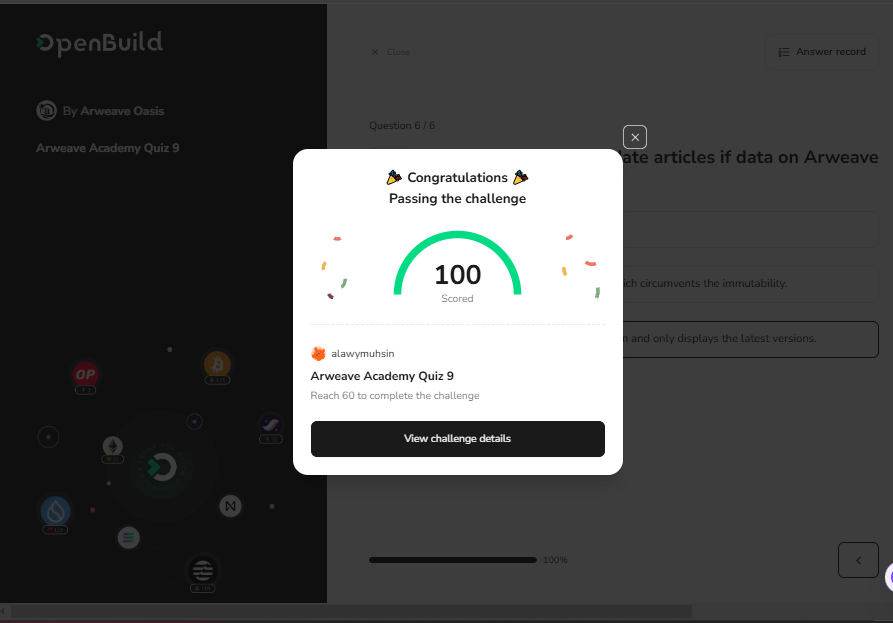 OpenBuild
By Arweave Oasis
Arweave Academy Quiz 9
Close
Answer record
Question 6 / 6
articles if data on Arweave
circumvents the immutability.
and only displays the latest versions.
Congratulations
Passing the challenge
100
Scored
alawymuhsin
Arweave Academy Quiz 9
Reach 60 to complete the challenge
View challenge details
OP
100%